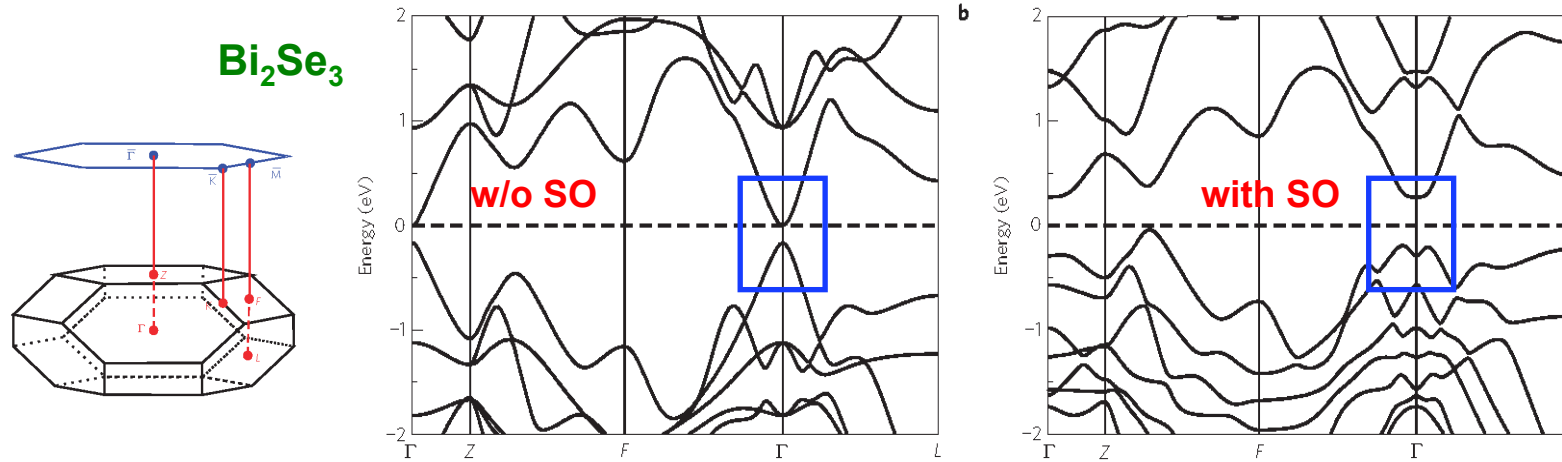 Bi₂Se₃
Γ̅
K̅
M̅
Z
F
Γ
L
2
1
0
−1
−2
Energy (eV)
w/o SO
Γ
Z
F
Γ
L
b
2
1
0
−1
−2
Energy (eV)
with SO
Γ
Z
F
Γ